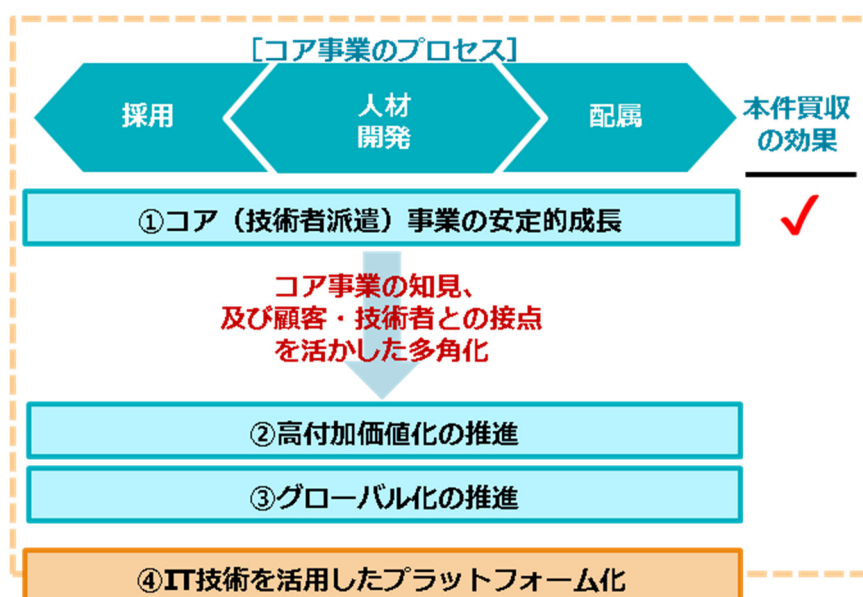 [コア事業のプロセス]
採用
人材
開発
配属
本件買収
の効果
①コア（技術者派遣）事業の安定的成長
コア事業の知見、
及び顧客・技術者との接点
を活かした多角化
②高付加価値化の推進
③グローバル化の推進
④IT技術を活用したプラットフォーム化